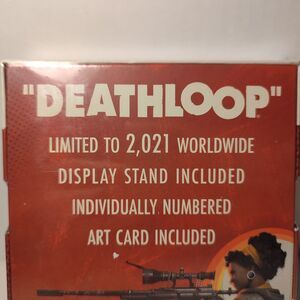 "DEATHLOOP"
LIMITED TO 2,021 WORLDWIDE
DISPLAY STAND INCLUDED
INDIVIDUALLY NUMBERED
ART CARD INCLUDED